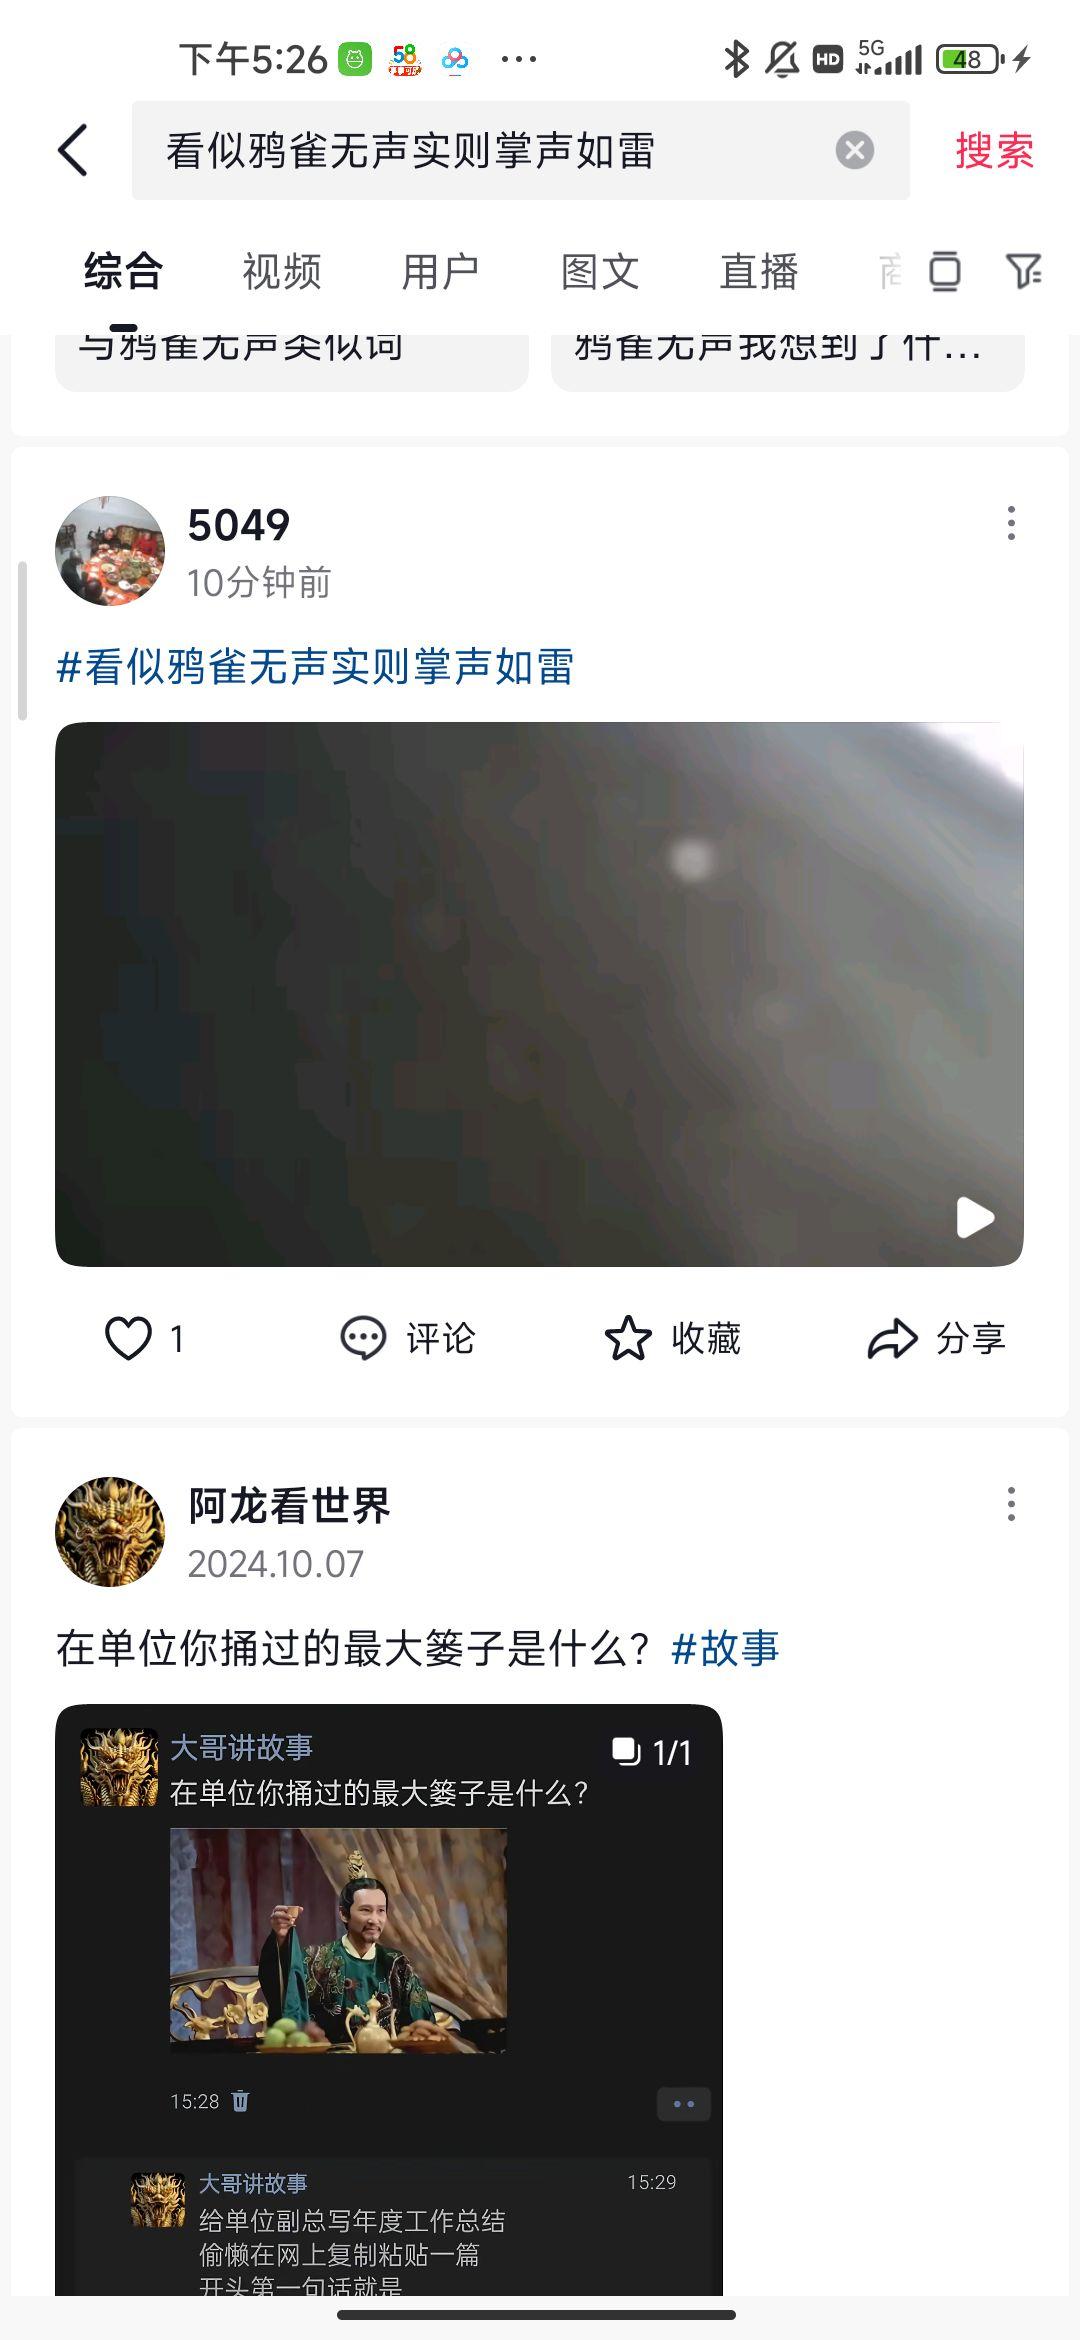 下午5:26
HD 5G 48
看似鸦雀无声实则掌声如雷
搜索
综合 视频 用户 图文 直播
与鸦雀无声类似词
鸦雀无声我想到了什...
5049
10分钟前
#看似鸦雀无声实则掌声如雷
1 评论 收藏 分享
阿龙看世界
2024.10.07
在单位你捅过的最大篓子是什么？#故事
大哥讲故事
1/1
在单位你捅过的最大篓子是什么？
15:28
大哥讲故事
15:29
给单位副总写年度工作总结
偷懒在网上复制粘贴一篇
开头第一句话就是